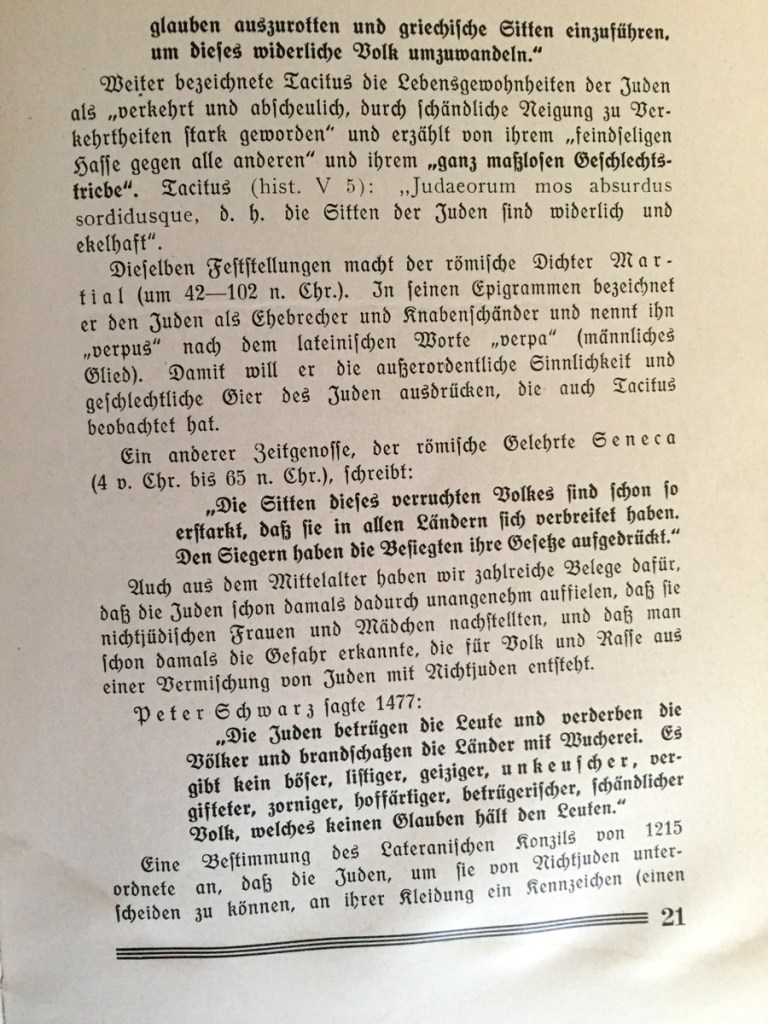 glauben auszurotten und griechische Sitten einzuführen,
um dieses widerliche Volk umzuwandeln.“
Weiter bezeichnete Tacitus die Lebensgewohnheiten der Juden
als „verkehrt und abscheulich, durch schändliche Neigung zu Ver-
kehrtheiten stark geworden“ und erzählt von ihrem „feindseligen
Hasse gegen alle anderen“ und ihrem „ganz maßlosen Geschlechts-
triebe“. Tacitus (hist. V 5): „Judaeorum mos absurdus
sordidusque, d. h. die Sitten der Juden sind widerlich und
ekelhaft“.
Dieselben Feststellungen macht der römische Dichter Mar-
tial (um 42—102 n. Chr.). In seinen Epigrammen bezeichnet
er den Juden als Ehebrecher und Knabenschänder und nennt ihn
„verpus“ nach dem lateinischen Worte „verpa“ (männliches
Glied). Damit will er die außerordentliche Sinnlichkeit und
geschlechtliche Gier des Juden ausdrücken, die auch Tacitus
beobachtet hat.
Ein anderer Zeitgenosse, der römische Gelehrte Seneca
(4 v. Chr. bis 65 n. Chr.), schreibt:
„Die Sitten dieses verruchten Volkes sind schon so
erstarkt, daß sie in allen Ländern sich verbreitet haben.
Den Siegern haben die Besiegten ihre Gesetze aufgedrückt.“
Auch aus dem Mittelalter haben wir zahlreiche Belege dafür,
daß die Juden schon damals dadurch unangenehm auffielen, daß sie
nichtjüdischen Frauen und Mädchen nachstellten, und daß man
schon damals die Gefahr erkannte, die für Volk und Rasse aus
einer Vermischung von Juden mit Nichtjuden entsteht.
Peter Schwarz sagte 1477:
„Die Juden betrügen die Leute und verderben die
Völker und brandschatzen die Länder mit Wucherei. Es
gibt kein böser, listiger, geiziger, unkeuscher, ver-
gifteter, zorniger, hoffärtiger, betrügerischer, schändlicher
Volk, welches keinen Glauben hält den Leuten.“
Eine Bestimmung des Lateranischen Konzils von 1215
ordnete an, daß die Juden, um sie von Nichtjuden unter-
scheiden zu können, an ihrer Kleidung ein Kennzeichen (einen
21